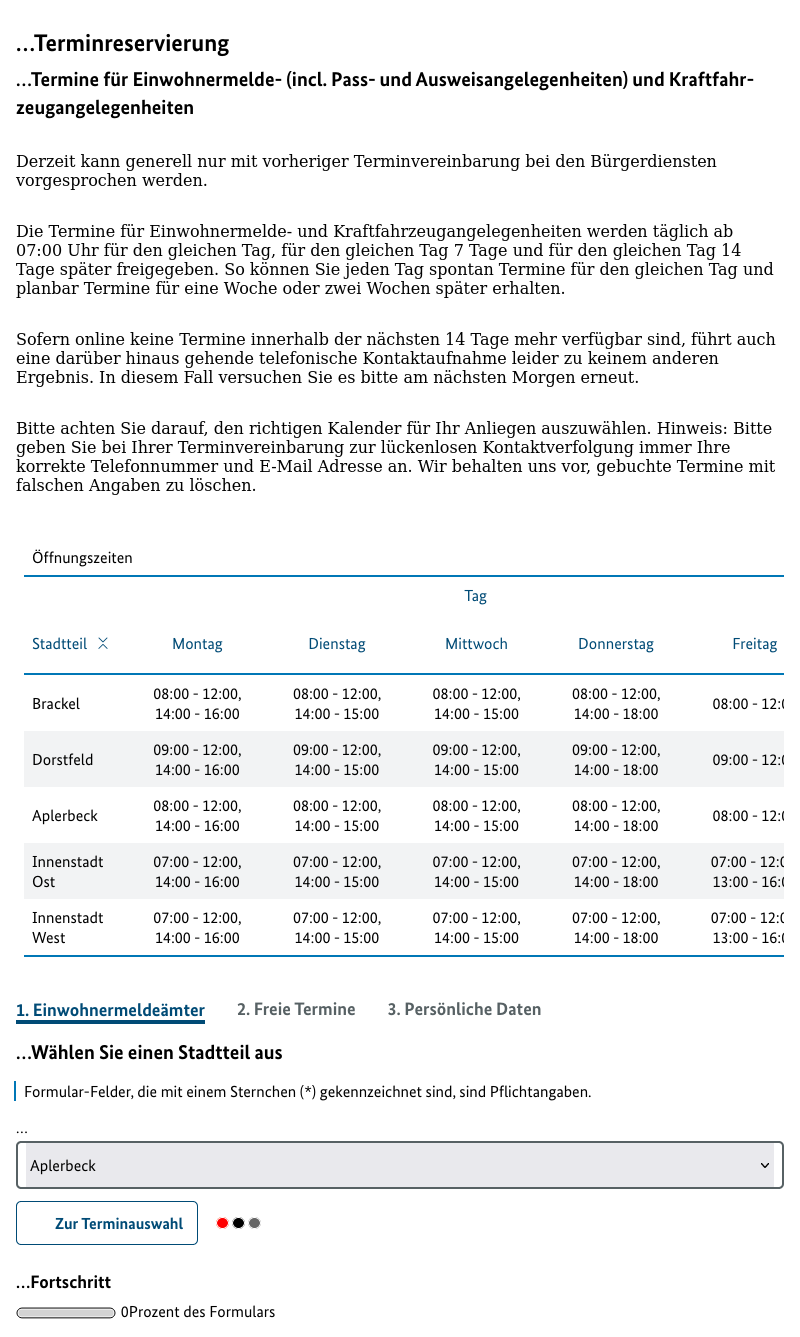 ...Terminreservierung
...Termine für Einwohnermelde- (incl. Pass- und Ausweisangelegenheiten) und Kraftfahr-
zeugangelegenheiten
Derzeit kann generell nur mit vorheriger Terminvereinbarung bei den Bürgerdiensten
vorgesprochen werden.
Die Termine für Einwohnermelde- und Kraftfahrzeugangelegenheiten werden täglich ab
07:00 Uhr für den gleichen Tag, für den gleichen Tag 7 Tage und für den gleichen Tag 14
Tage später freigegeben. So können Sie jeden Tag spontan Termine für den gleichen Tag und
planbar Termine für eine Woche oder zwei Wochen später erhalten.
Sofern online keine Termine innerhalb der nächsten 14 Tage mehr verfügbar sind, führt auch
eine darüber hinaus gehende telefonische Kontaktaufnahme leider zu keinem anderen
Ergebnis. In diesem Fall versuchen Sie es bitte am nächsten Morgen erneut.
Bitte achten Sie darauf, den richtigen Kalender für Ihr Anliegen auszuwählen. Hinweis: Bitte
geben Sie bei Ihrer Terminvereinbarung zur lückenlosen Kontaktverfolgung immer Ihre
korrekte Telefonnummer und E-Mail Adresse an. Wir behalten uns vor, gebuchte Termine mit
falschen Angaben zu löschen.
Öffnungszeiten
Tag
Stadtteil Montag Dienstag Mittwoch Donnerstag Freitag
Brackel 08:00 - 12:00, 08:00 - 12:00, 08:00 - 12:00, 08:00 - 12:00, 08:00 - 12:0
14:00 - 16:00 14:00 - 15:00 14:00 - 15:00 14:00 - 18:00
Dorstfeld 09:00 - 12:00, 09:00 - 12:00, 09:00 - 12:00, 09:00 - 12:00, 09:00 - 12:0
14:00 - 16:00 14:00 - 15:00 14:00 - 15:00 14:00 - 18:00
Aplerbeck 08:00 - 12:00, 08:00 - 12:00, 08:00 - 12:00, 08:00 - 12:00, 08:00 - 12:0
14:00 - 16:00 14:00 - 15:00 14:00 - 15:00 14:00 - 18:00
Innenstadt 07:00 - 12:00, 07:00 - 12:00, 07:00 - 12:00, 07:00 - 12:00, 07:00 - 12:0
Ost 14:00 - 16:00 14:00 - 15:00 14:00 - 15:00 14:00 - 18:00 13:00 - 16:0
Innenstadt 07:00 - 12:00, 07:00 - 12:00, 07:00 - 12:00, 07:00 - 12:00, 07:00 - 12:0
West 14:00 - 16:00 14:00 - 15:00 14:00 - 15:00 14:00 - 18:00 13:00 - 16:0
1. Einwohnermeldeämter 2. Freie Termine 3. Persönliche Daten
...Wählen Sie einen Stadtteil aus
Formular-Felder, die mit einem Sternchen (*) gekennzeichnet sind, sind Pflichtangaben.
...
Aplerbeck
Zur Terminauswahl
...Fortschritt
0Prozent des Formulars